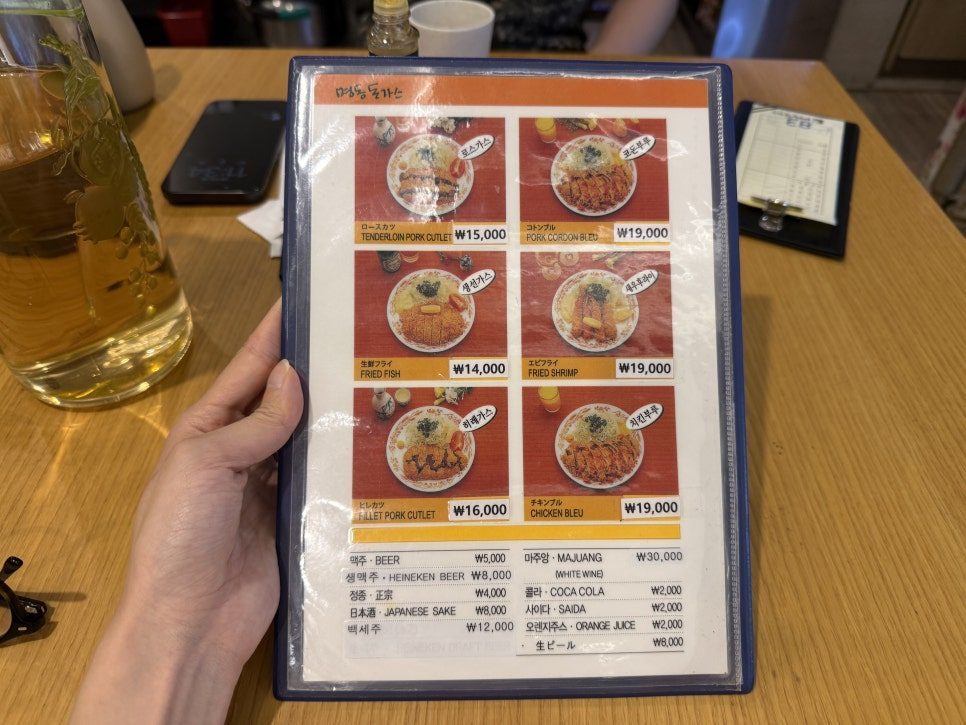 명동돈가스
로스가스
ロースカツ
TENDERLOIN PORK CUTLET ₩15,000
코돈부루
コトンブル
PORK CORDON BLEU ₩19,000
생선가스
生鮮フライ
FRIED FISH ₩14,000
새우후라이
エビフライ
FRIED SHRIMP ₩19,000
히레가스
ヒレカツ
FILLET PORK CUTLET ₩16,000
치킨부루
チキンブル
CHICKEN BLEU ₩19,000
맥주 · BEER ₩5,000
생맥주 · HEINEKEN BEER ₩8,000
정종 · 正宗 ₩4,000
日本酒 · JAPANESE SAKE ₩8,000
백세주 ₩12,000
마주앙 · MAJUANG ₩30,000
(WHITE WINE)
콜라 · COCA COLA ₩2,000
사이다 · SAIDA ₩2,000
오렌지주스 · ORANGE JUICE ₩2,000
· 生ビール ₩8,000
11:34